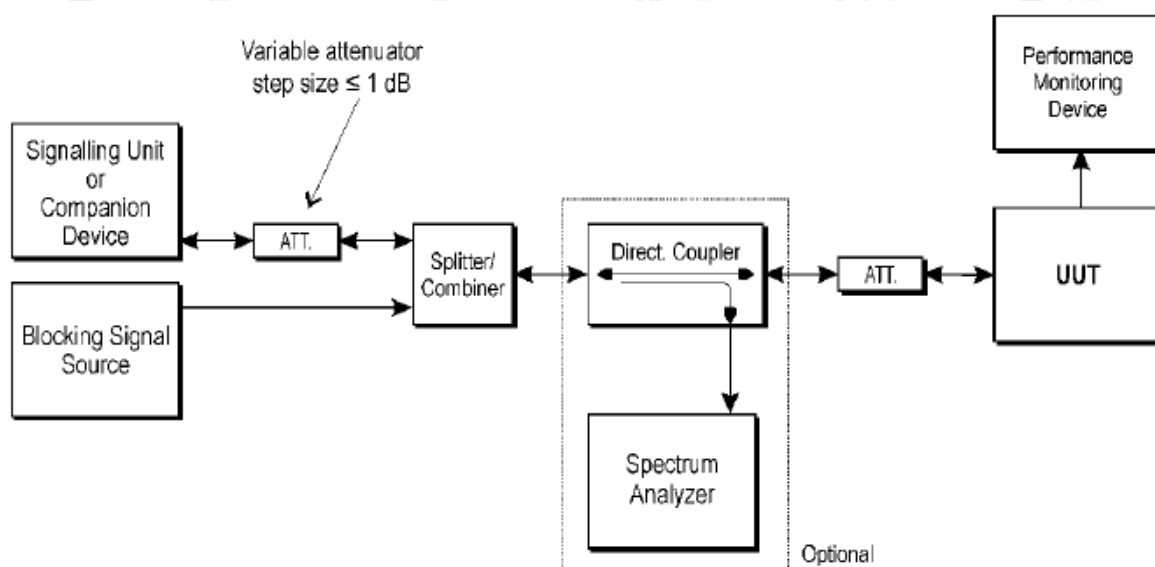 Variable attenuator
step size ≤ 1 dB
Performance
Monitoring
Device
Signalling Unit
or
Companion
Device
ATT.
Splitter/
Combiner
Direct. Coupler
ATT.
UUT
Blocking Signal
Source
Spectrum
Analyzer
Optional